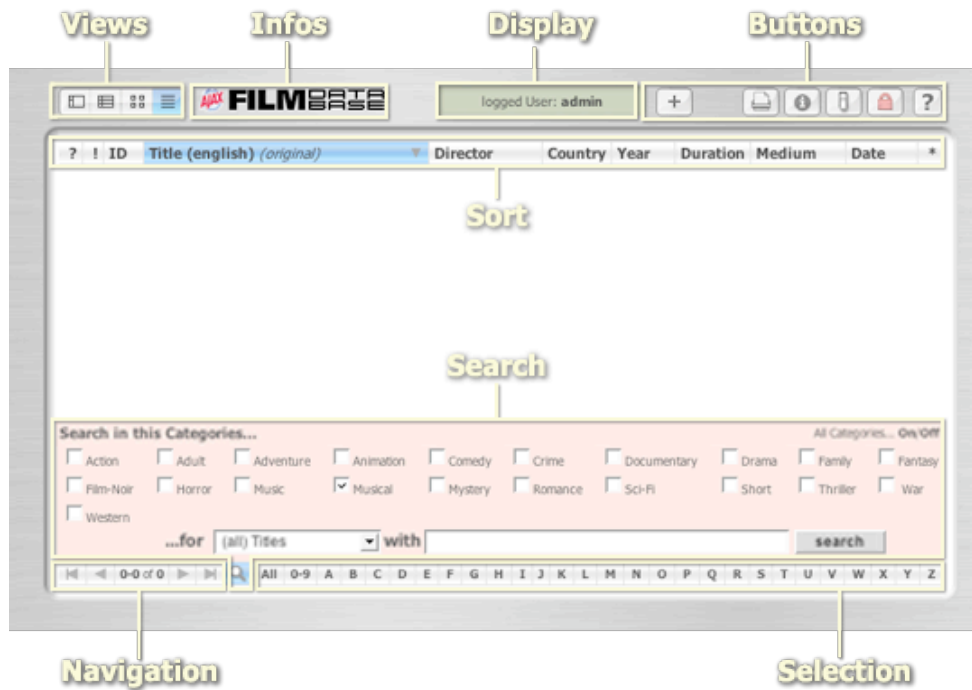 Views Infos Display Buttons
AJAX FILM DATA BASE logged User: admin + ?
? ! ID Title (english) (original) Director Country Year Duration Medium Date *
Sort
Search
Search in this Categories... All Categories... On/Off
Action Adult Adventure Animation Comedy Crime Documentary Drama Family Fantasy
Film-Noir Horror Music Musical Mystery Romance Sci-Fi Short Thriller War
Western
...for (all) Titles with search
0-0 of 0 All 0-9 A B C D E F G H I J K L M N O P Q R S T U V W X Y Z
Navigation Selection